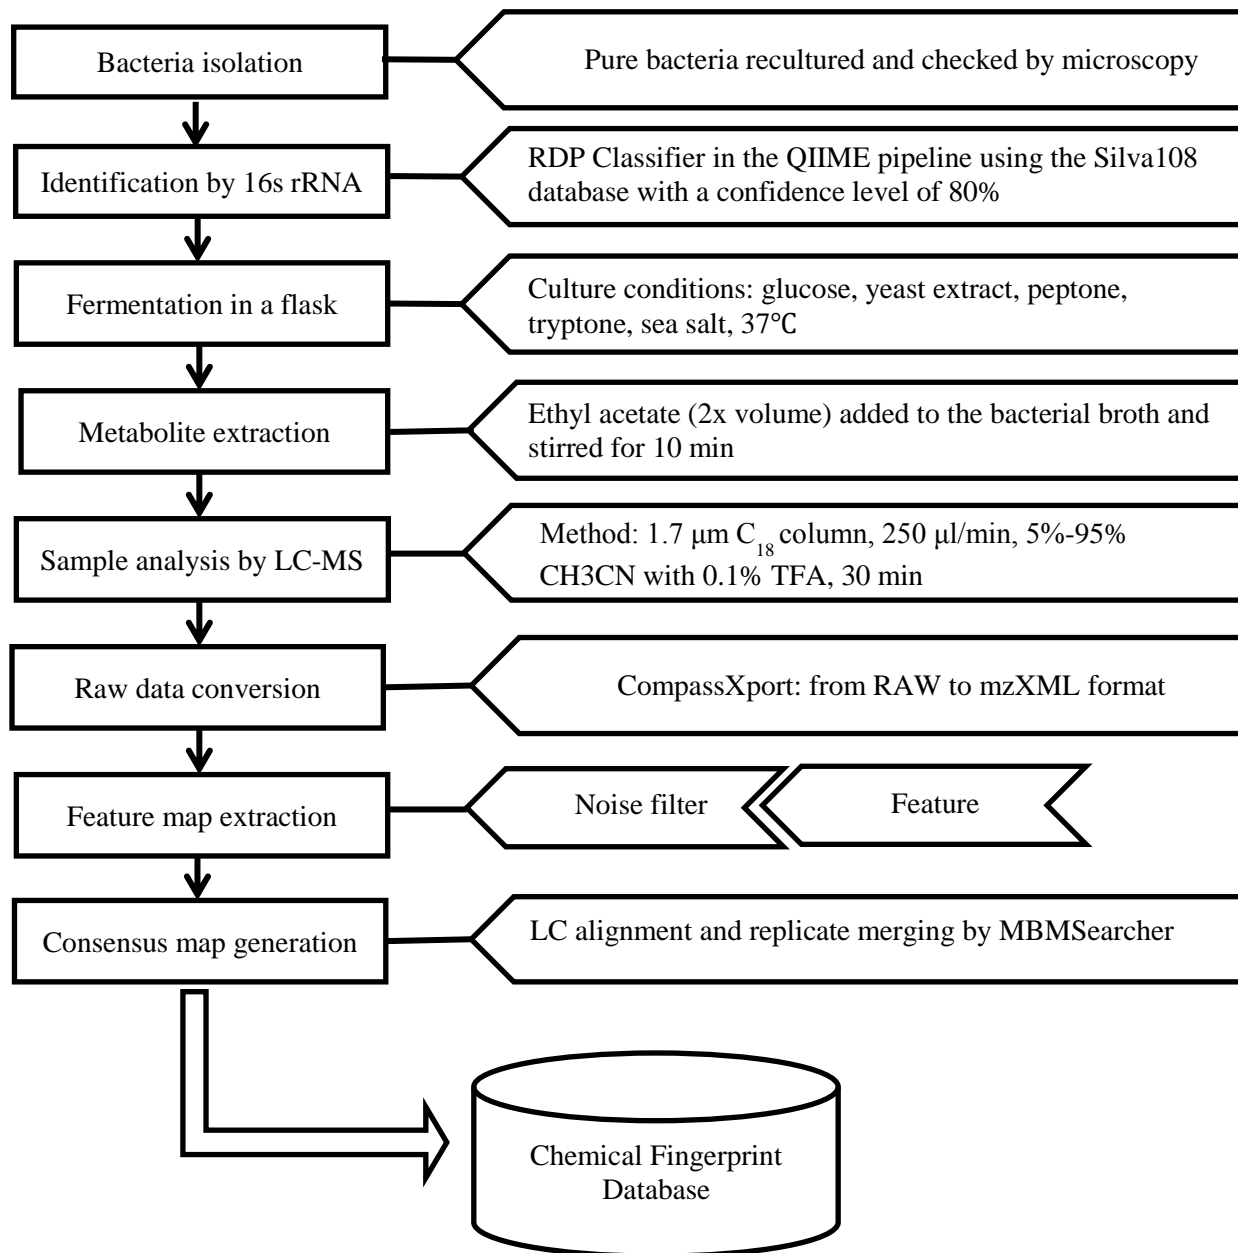 Bacteria isolation
Pure bacteria recultured and checked by microscopy
Identification by 16s rRNA
RDP Classifier in the QIIME pipeline using the Silva108
database with a confidence level of 80%
Fermentation in a flask
Culture conditions: glucose, yeast extract, peptone,
tryptone, sea salt, 37℃
Metabolite extraction
Ethyl acetate (2x volume) added to the bacterial broth and
stirred for 10 min
Sample analysis by LC-MS
Method: 1.7 μm C18 column, 250 μl/min, 5%-95%
CH3CN with 0.1% TFA, 30 min
Raw data conversion
CompassXport: from RAW to mzXML format
Feature map extraction
Noise filter
Feature
Consensus map generation
LC alignment and replicate merging by MBMSearcher
Chemical Fingerprint
Database